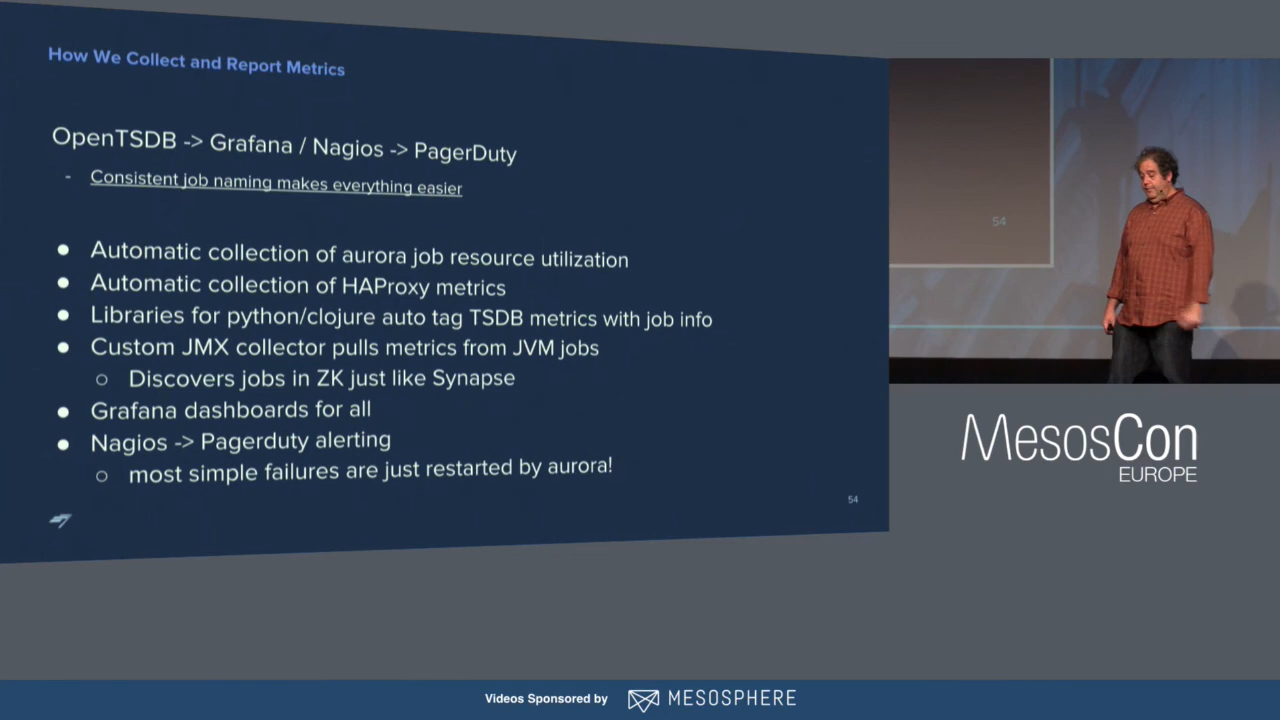 How We Collect and Report Metrics
OpenTSDB -> Grafana / Nagios -> PagerDuty
- Consistent job naming makes everything easier
● Automatic collection of aurora job resource utilization
● Automatic collection of HAProxy metrics
● Libraries for python/clojure auto tag TSDB metrics with job info
● Custom JMX collector pulls metrics from JVM jobs
○ Discovers jobs in ZK just like Synapse
● Grafana dashboards for all
● Nagios -> Pagerduty alerting
○ most simple failures are just restarted by aurora!
54
54
MesosCon
EUROPE
Videos Sponsored by MESOSPHERE